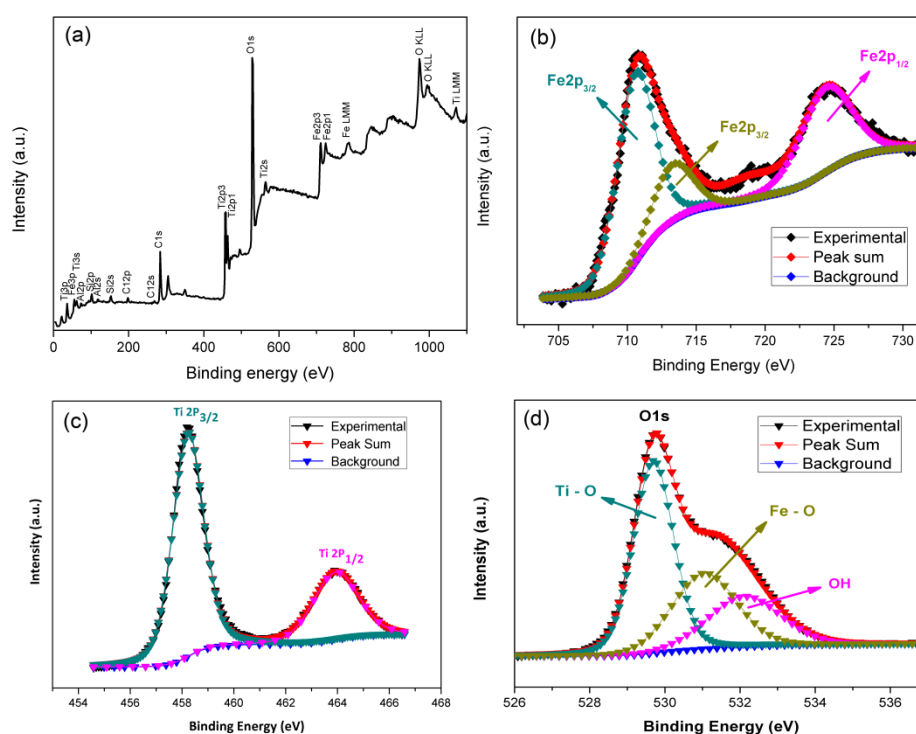 (a)
Intensity (a.u.)
Ti3p
Fe3p
Ti3s
Al2p
Si2p
Al2s
Si2s
C12p
C12s
C1s
Ti2p3
Ti2p1
O1s
Ti2s
Fe2p3
Fe2p1
Fe LMM
O KLL
O KLL
Ti LMM
0 200 400 600 800 1000
Binding energy (eV)
(b)
Intensity (a.u.)
Fe2p3/2
Fe2p3/2
Fe2p1/2
Experimental
Peak sum
Background
705 710 715 720 725 730
Binding Energy (eV)
(c)
Intensity (a.u.)
Ti 2P3/2
Ti 2P1/2
Experimental
Peak Sum
Background
454 456 458 460 462 464 466 468
Binding Energy (eV)
(d)
Intensity (a.u.)
O1s
Ti - O
Fe - O
OH
Experimental
Peak Sum
Background
526 528 530 532 534 536
Binding Energy (eV)